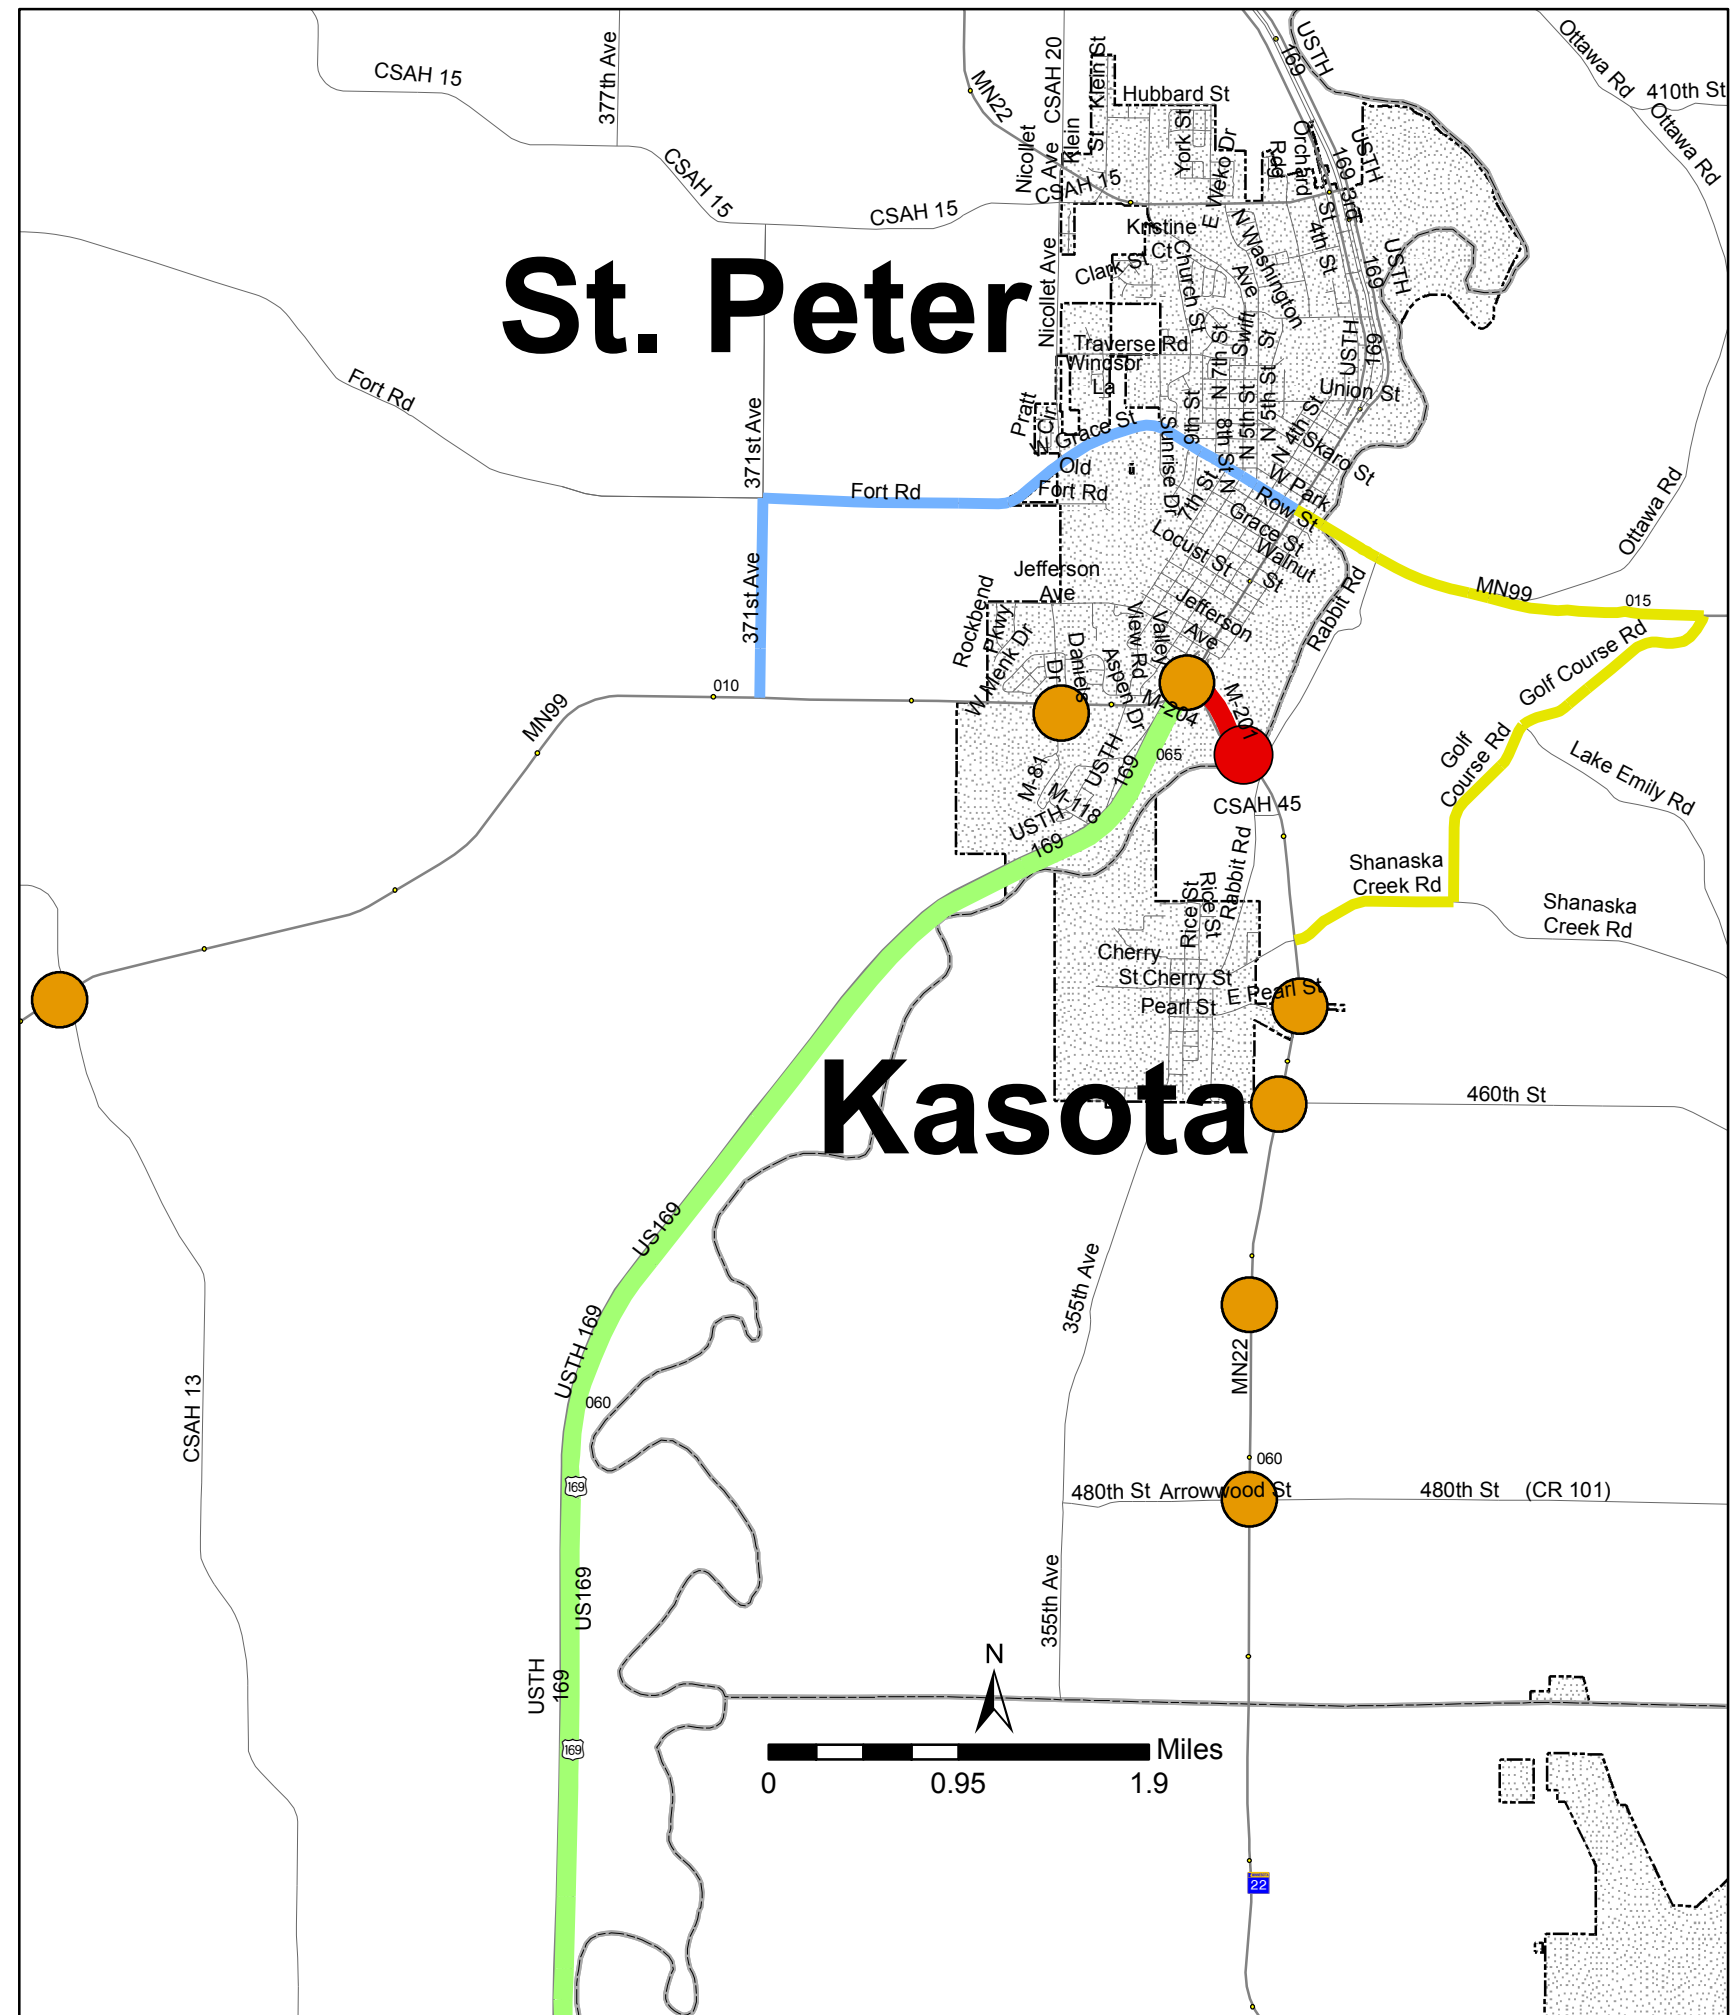 USTH
169
Ottawa Rd
410th St
Ottawa Rd
CSAH 15
377th Ave
MN22
CSAH 20
Klein St
Hubbard St
Nicollet
Ave
Klein
St
York St
E Weko Dr
Rdg
Orchard
USTH
169
3rd
St
CSAH 15
CSAH 15
CSAH 15
Kristine
Ct
N Washington
Ave
4th St
USTH
169
Clark St
Church St
Nicollet Ave
St. Peter
Traverse Rd
Windsor
La
N 7th St
Swift
St
USTH
169
Union St
Fort Rd
371st Ave
Pratt
Cir
W Grace St
Sunrise Dr
9th St
8th St N
N 5th St
N 5th St
N 4th St
Skaro St
W Park
Row St
Old
Fort Rd
Fort Rd
7th St
Grace St
Walnut
St
Locust St
Ottawa Rd
371st Ave
Jefferson
Ave
Jefferson
Ave
Rabbit Rd
MN99
015
Rockbend
Pkwy
W Menk Dr
Daniels
Dr
Aspen Dr
View Rd
Valley
M-204
M-201
Golf Course Rd
Golf
Course Rd
Lake Emily Rd
010
MN99
065
USTH
169
M-81
M-118
USTH
169
CSAH 45
Rabbit Rd
Shanaska
Creek Rd
Shanaska
Creek Rd
Rice St
Rice St
Cherry
St
Cherry St
Pearl St
E Pearl St
Kasota
460th St
US169
355th Ave
USTH 169
060
MN22
CSAH 13
169
060
480th St
Arrowwood St
480th St
(CR 101)
US169
355th Ave
USTH
169
N
169
Miles
0
0.95
1.9
22